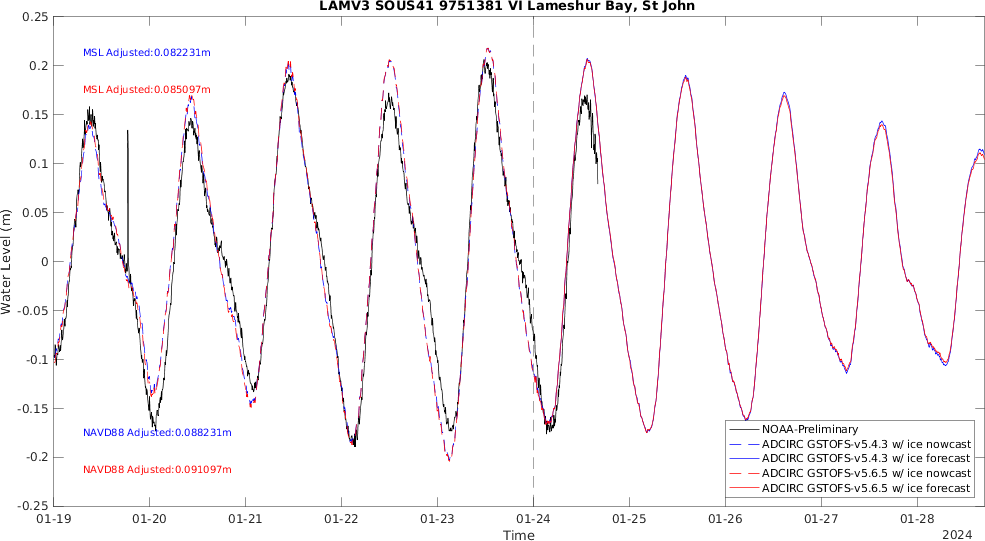 LAMV3 SOUS41 9751381 VI Lameshur Bay, St John
MSL Adjusted:0.082231m
MSL Adjusted:0.085097m
NAVD88 Adjusted:0.088231m
NAVD88 Adjusted:0.091097m
Water Level (m)
0.25
0.2
0.15
0.1
0.05
0
-0.05
-0.1
-0.15
-0.2
-0.25
NOAA-Preliminary
ADCIRC GSTOFS-v5.4.3 w/ ice nowcast
ADCIRC GSTOFS-v5.4.3 w/ ice forecast
ADCIRC GSTOFS-v5.6.5 w/ ice nowcast
ADCIRC GSTOFS-v5.6.5 w/ ice forecast
01-19 01-20 01-21 01-22 01-23 01-24 01-25 01-26 01-27 01-28
Time
2024